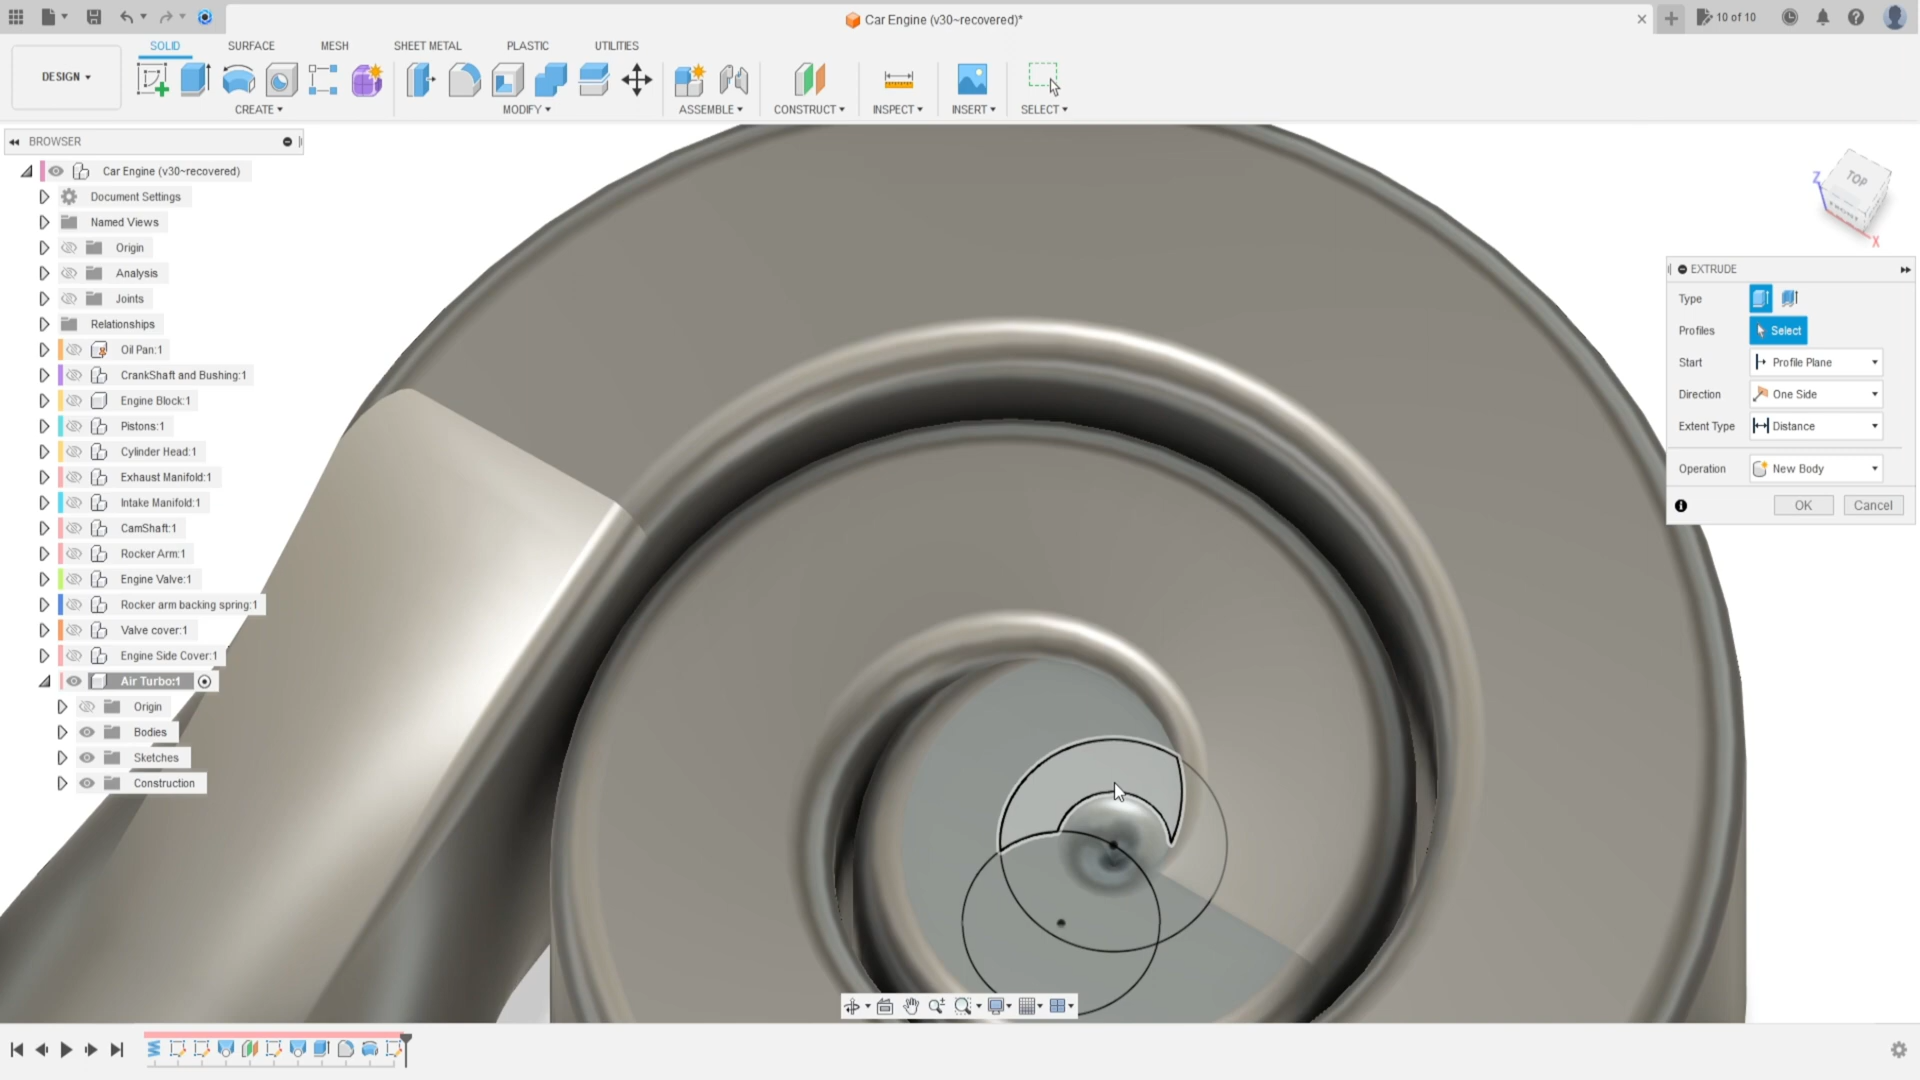 Car Engine (v30~recovered)*
10 of 10
DESIGN
SOLID
SURFACE
MESH
SHEET METAL
PLASTIC
UTILITIES
CREATE
MODIFY
ASSEMBLE
CONSTRUCT
INSPECT
INSERT
SELECT
BROWSER
Car Engine (v30~recovered)
Document Settings
Named Views
Origin
Analysis
Joints
Relationships
Oil Pan:1
CrankShaft and Bushing:1
Engine Block:1
Pistons:1
Cylinder Head:1
Exhaust Manifold:1
Intake Manifold:1
CamShaft:1
Rocker Arm:1
Engine Valve:1
Rocker arm backing spring:1
Valve cover:1
Engine Side Cover:1
Air Turbo:1
Origin
Bodies
Sketches
Construction
Z
TOP
FRONT
X
EXTRUDE
Type
Profiles Select
Start Profile Plane
Direction One Side
Extent Type Distance
Operation New Body
OK Cancel